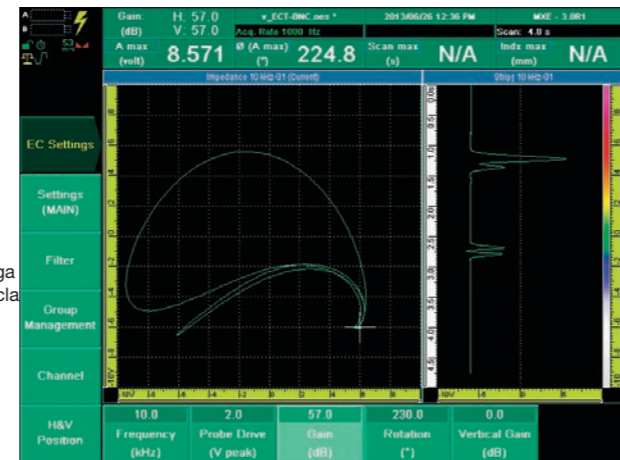 A
B
53
Gain:
(dB)
H: 57.0
V: 57.0
v_ECT-BNC.oes *
2013/06/26 12:36 PM
MXE - 3.0R1
Acq. Rate 1000 Hz
Scan: 4.8 s
A max
(volt)
8.571
Ø (A max)
(°)
224.8
Scan max
(s)
N/A
Indx max
(mm)
N/A
Impedance 10 kHz-G1 (Current)
Strip 10 kHz-G1
EC Settings
Settings
(MAIN)
Filter
ga
cla
Group
Management
Channel
H&V
Position
10.0
Frequency
(kHz)
2.0
Probe Drive
(V peak)
57.0
Gain
(dB)
230.0
Rotation
(°)
0.0
Vertical Gain
(dB)